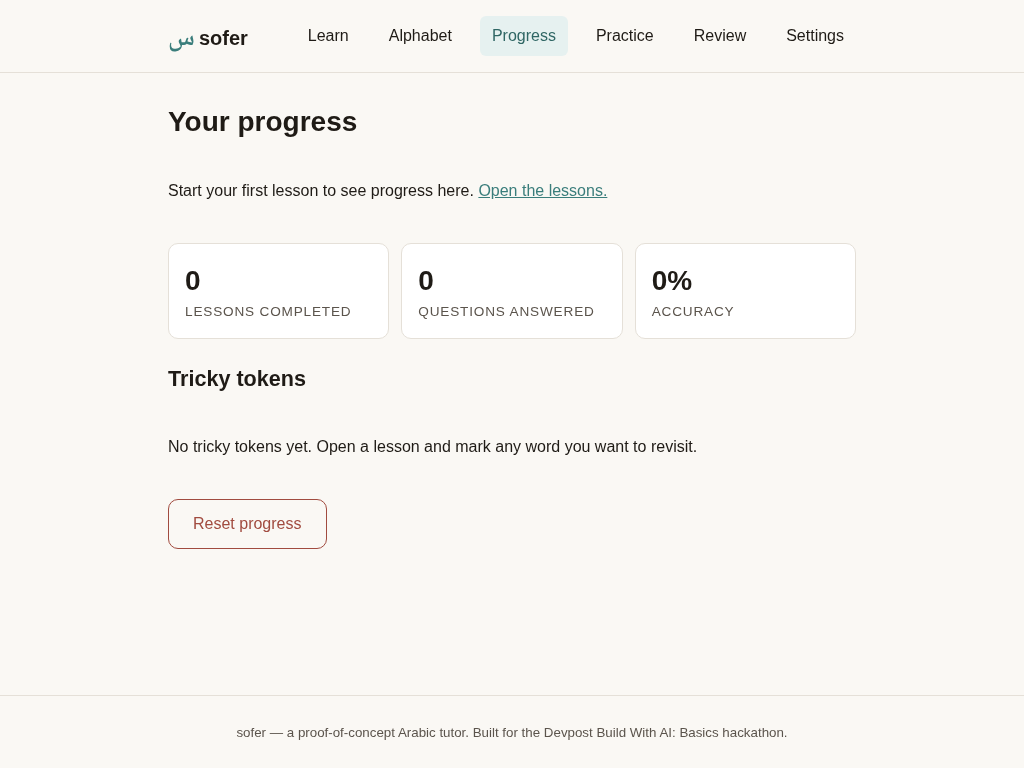 س sofer
Learn
Alphabet
Progress
Practice
Review
Settings
Your progress
Start your first lesson to see progress here. Open the lessons.
0
LESSONS COMPLETED
0
QUESTIONS ANSWERED
0%
ACCURACY
Tricky tokens
No tricky tokens yet. Open a lesson and mark any word you want to revisit.
Reset progress
sofer — a proof-of-concept Arabic tutor. Built for the Devpost Build With AI: Basics hackathon.